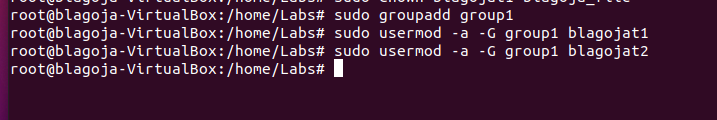 root@blagoja-VirtualBox:/home/Labs# sudo groupadd group1
root@blagoja-VirtualBox:/home/Labs# sudo usermod -a -G group1 blagojat1
root@blagoja-VirtualBox:/home/Labs# sudo usermod -a -G group1 blagojat2
root@blagoja-VirtualBox:/home/Labs#